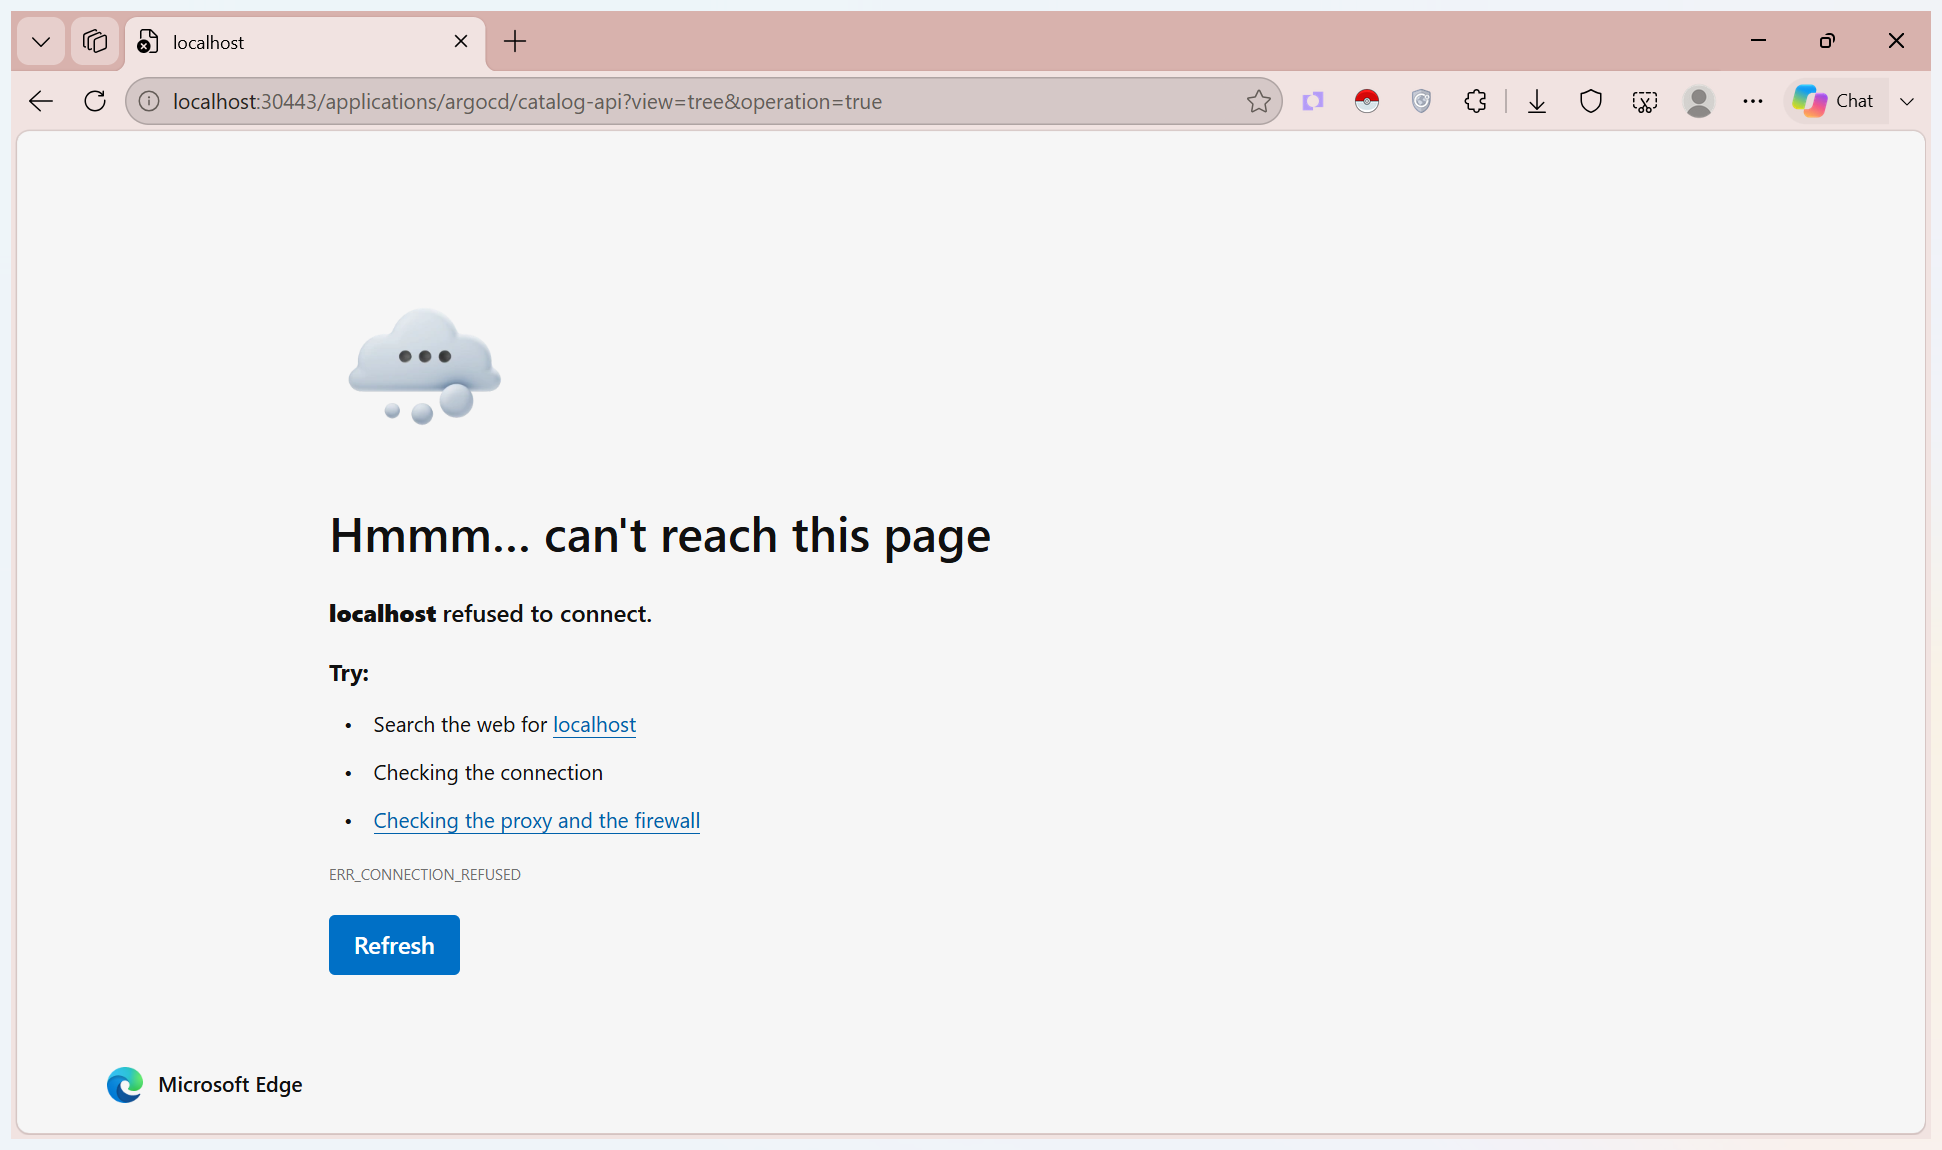 localhost
localhost:30443/applications/argocd/catalog-api?view=tree&operation=true
Chat
Hmmm... can't reach this page
localhost refused to connect.
Try:
• Search the web for localhost
• Checking the connection
• Checking the proxy and the firewall
ERR_CONNECTION_REFUSED
Refresh
Microsoft Edge